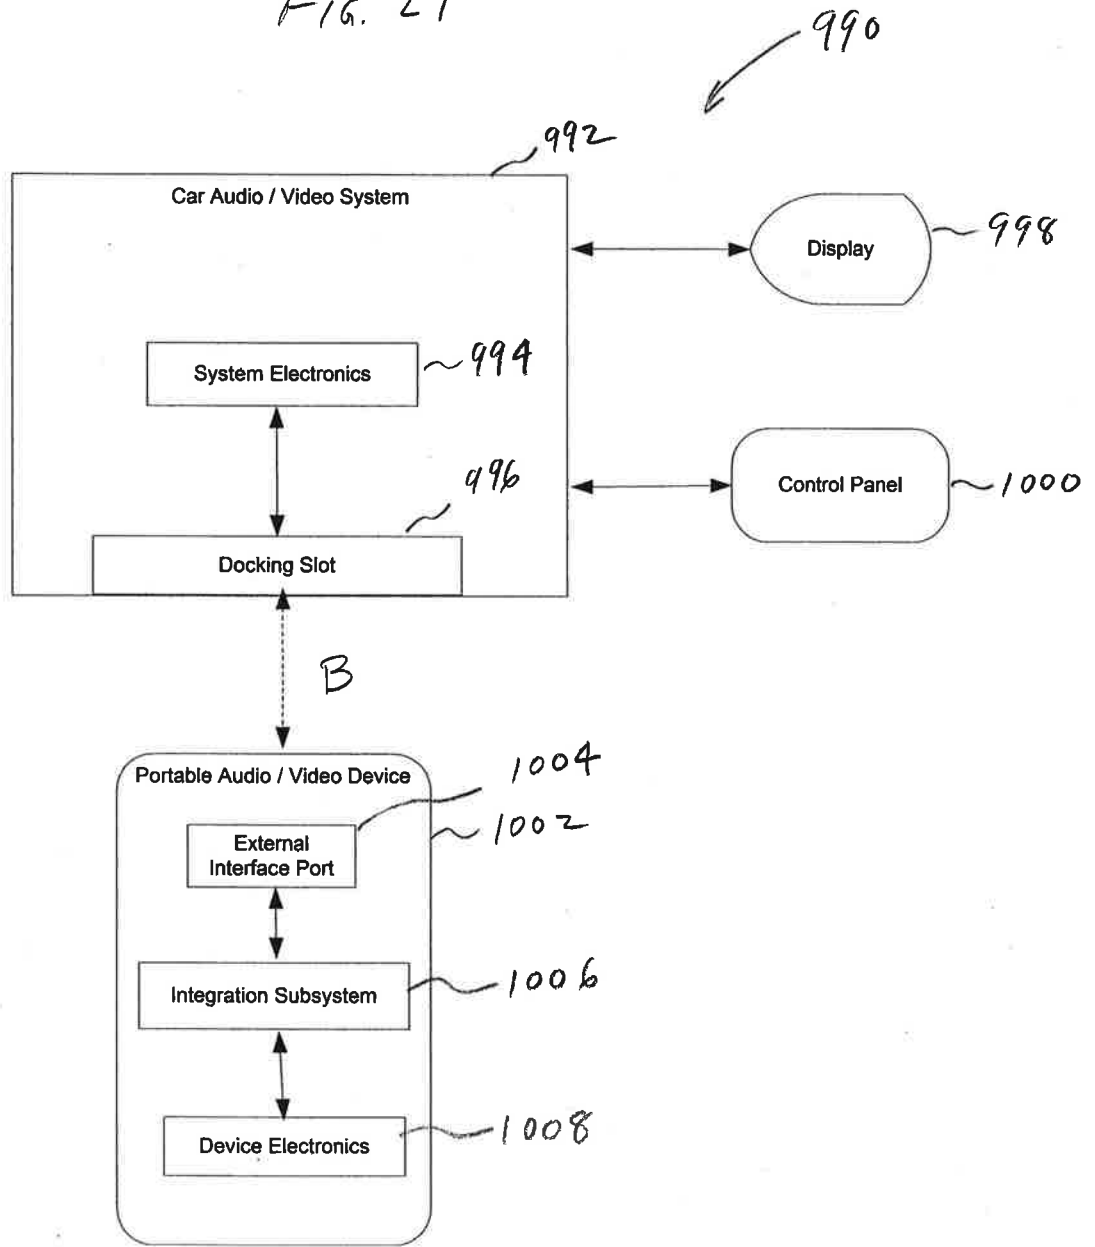 FIG.
990
992
Car Audio / Video System
Display
998
System Electronics
994
996
Control Panel
1000
Docking Slot
B
Portable Audio / Video Device
1004
1002
External
Interface Port
Integration Subsystem
1006
Device Electronics
1008